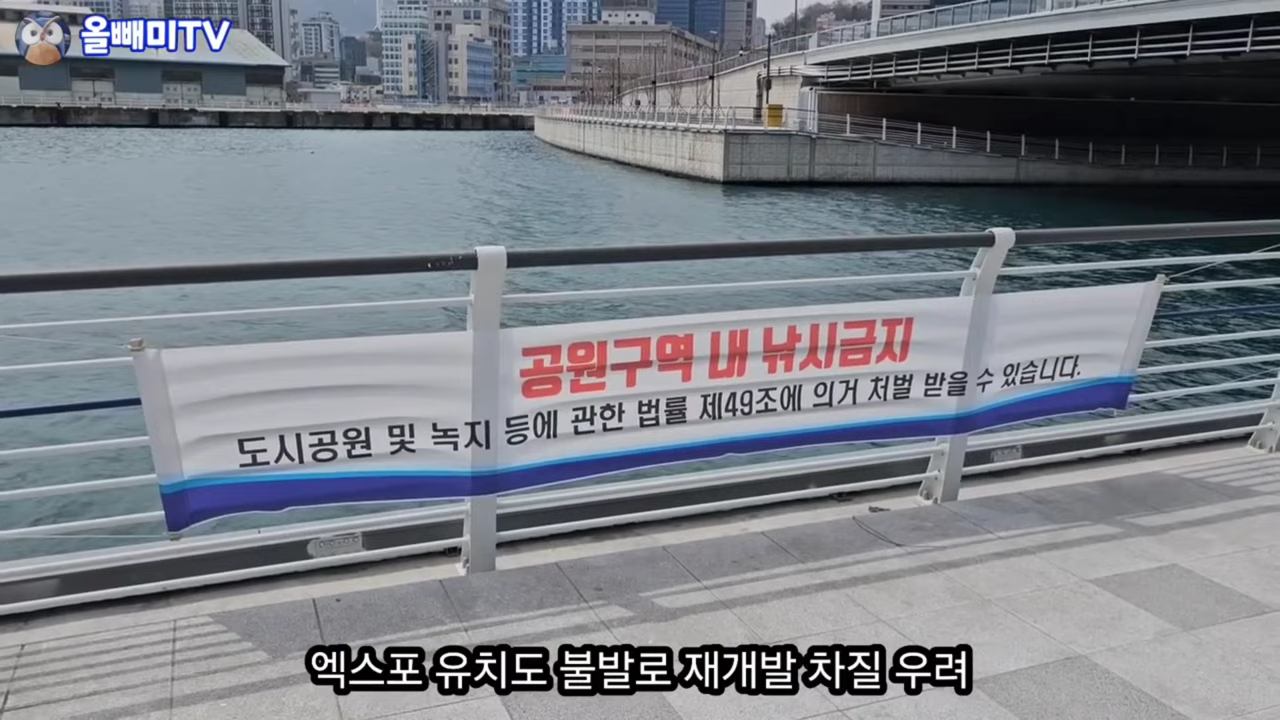 올빼미TV
공원구역 내 낚시금지
도시공원 및 녹지 등에 관한 법률 제49조에 의거 처벌 받을 수 있습니다.
엑스포 유치도 불발로 재개발 차질 우려